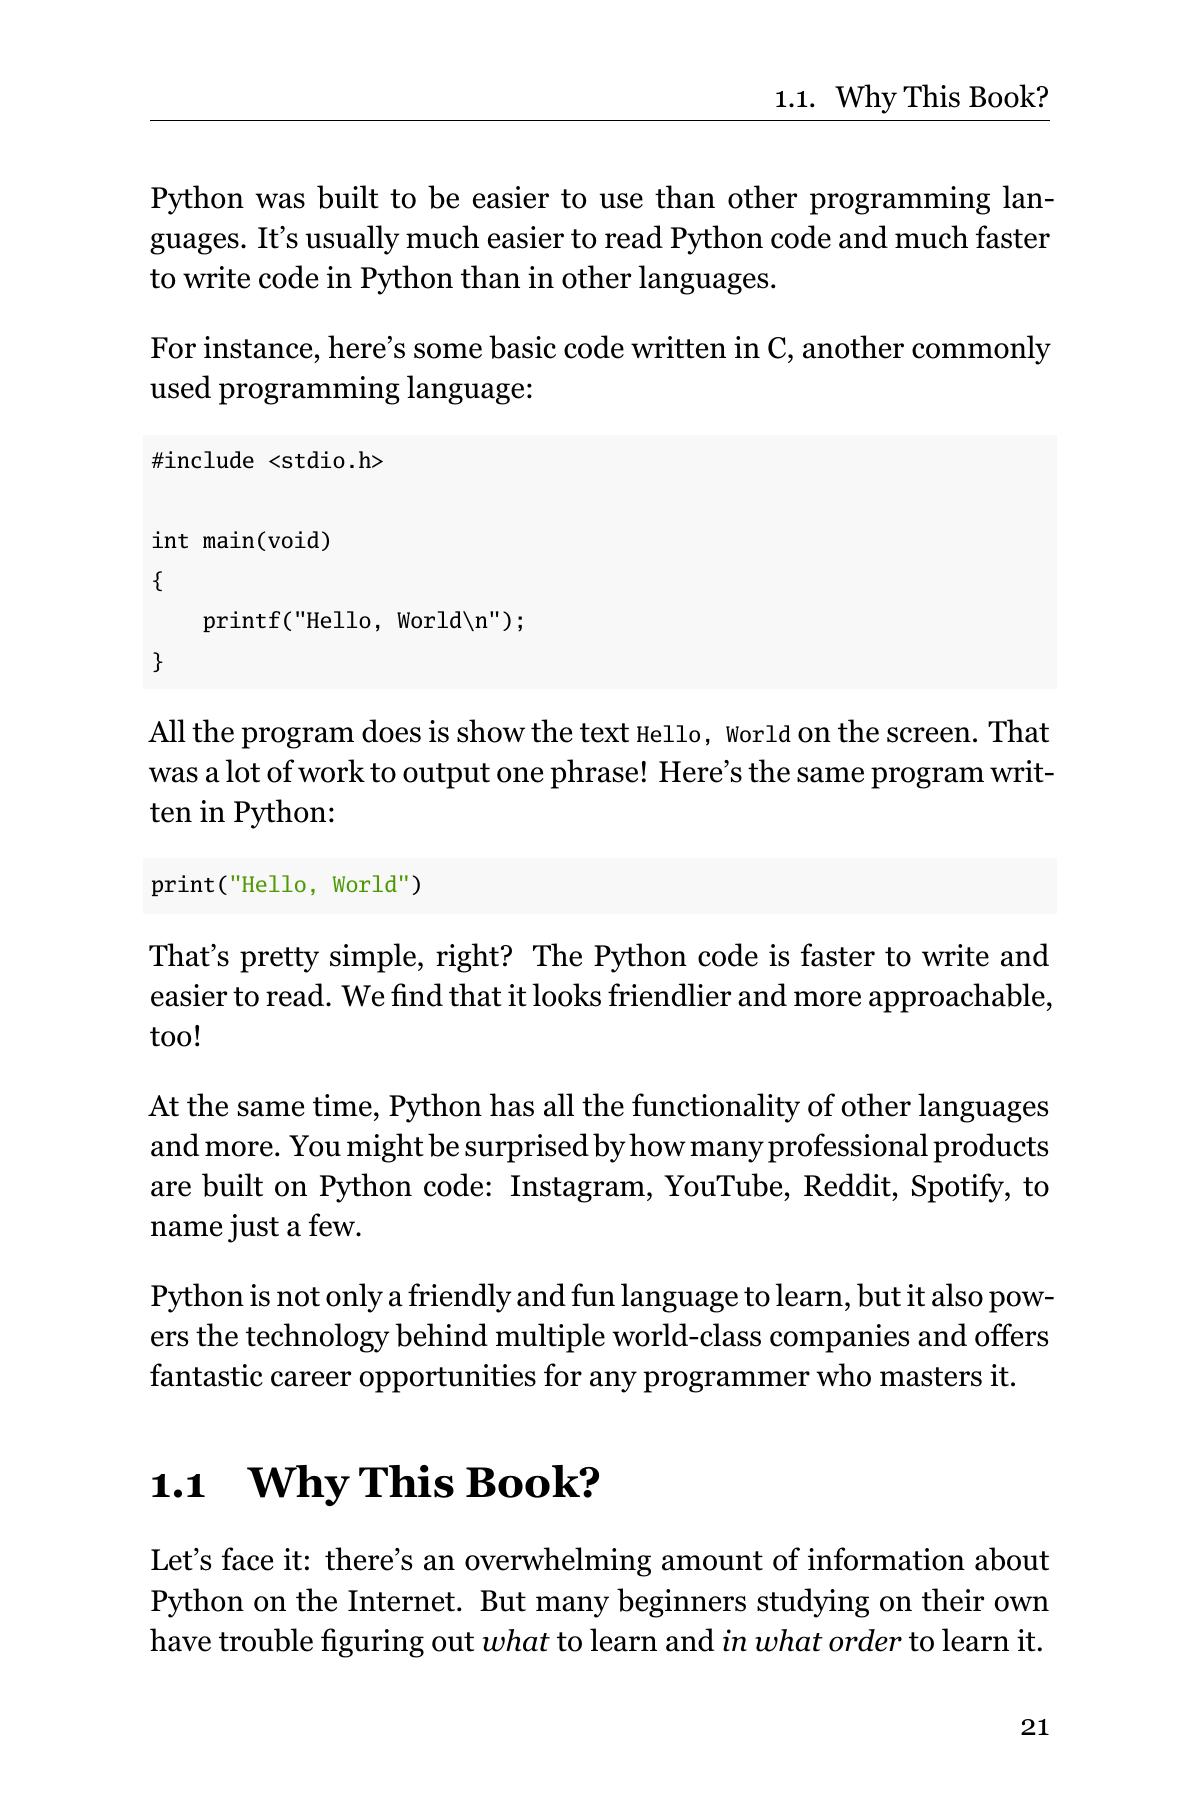 1.1. Why This Book?
Python was built to be easier to use than other programming lan-
guages. It’s usually much easier to read Python code and much faster
to write code in Python than in other languages.
For instance, here’s some basic code written in C, another commonly
used programming language:
#include <stdio.h>
int main(void)
{
    printf("Hello, World\n");
}
All the program does is show the text Hello, World on the screen. That
was a lot of work to output one phrase! Here’s the same program writ-
ten in Python:
print("Hello, World")
That’s pretty simple, right? The Python code is faster to write and
easier to read. We find that it looks friendlier and more approachable,
too!
At the same time, Python has all the functionality of other languages
and more. You might be surprised by how many professional products
are built on Python code: Instagram, YouTube, Reddit, Spotify, to
name just a few.
Python is not only a friendly and fun language to learn, but it also pow-
ers the technology behind multiple world-class companies and offers
fantastic career opportunities for any programmer who masters it.
1.1 Why This Book?
Let’s face it: there’s an overwhelming amount of information about
Python on the Internet. But many beginners studying on their own
have trouble figuring out what to learn and in what order to learn it.
21